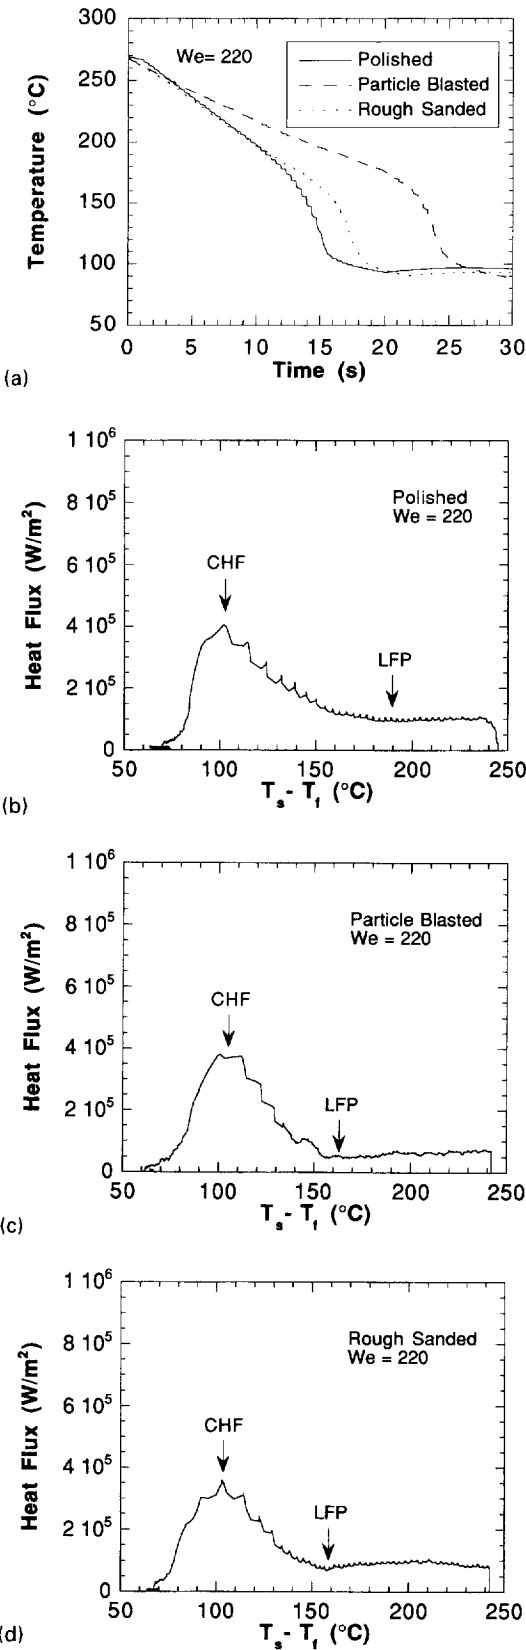 300
250
200
150
100
50
Temperature (°C)
We= 220
Polished
Particle Blasted
Rough Sanded
0 5 10 15 20 25 30
Time (s)
(a)
1 10⁶
8 10⁵
6 10⁵
4 10⁵
2 10⁵
0
Heat Flux (W/m²)
Polished
We = 220
CHF
LFP
50 100 150 200 250
Tₛ- T_f (°C)
(b)
1 10⁶
8 10⁵
6 10⁵
4 10⁵
2 10⁵
0
Heat Flux (W/m²)
Particle Blasted
We = 220
CHF
LFP
50 100 150 200 250
Tₛ- T_f (°C)
(c)
1 10⁶
8 10⁵
6 10⁵
4 10⁵
2 10⁵
0
Heat Flux (W/m²)
Rough Sanded
We = 220
CHF
LFP
50 100 150 200 250
Tₛ- T_f (°C)
(d)